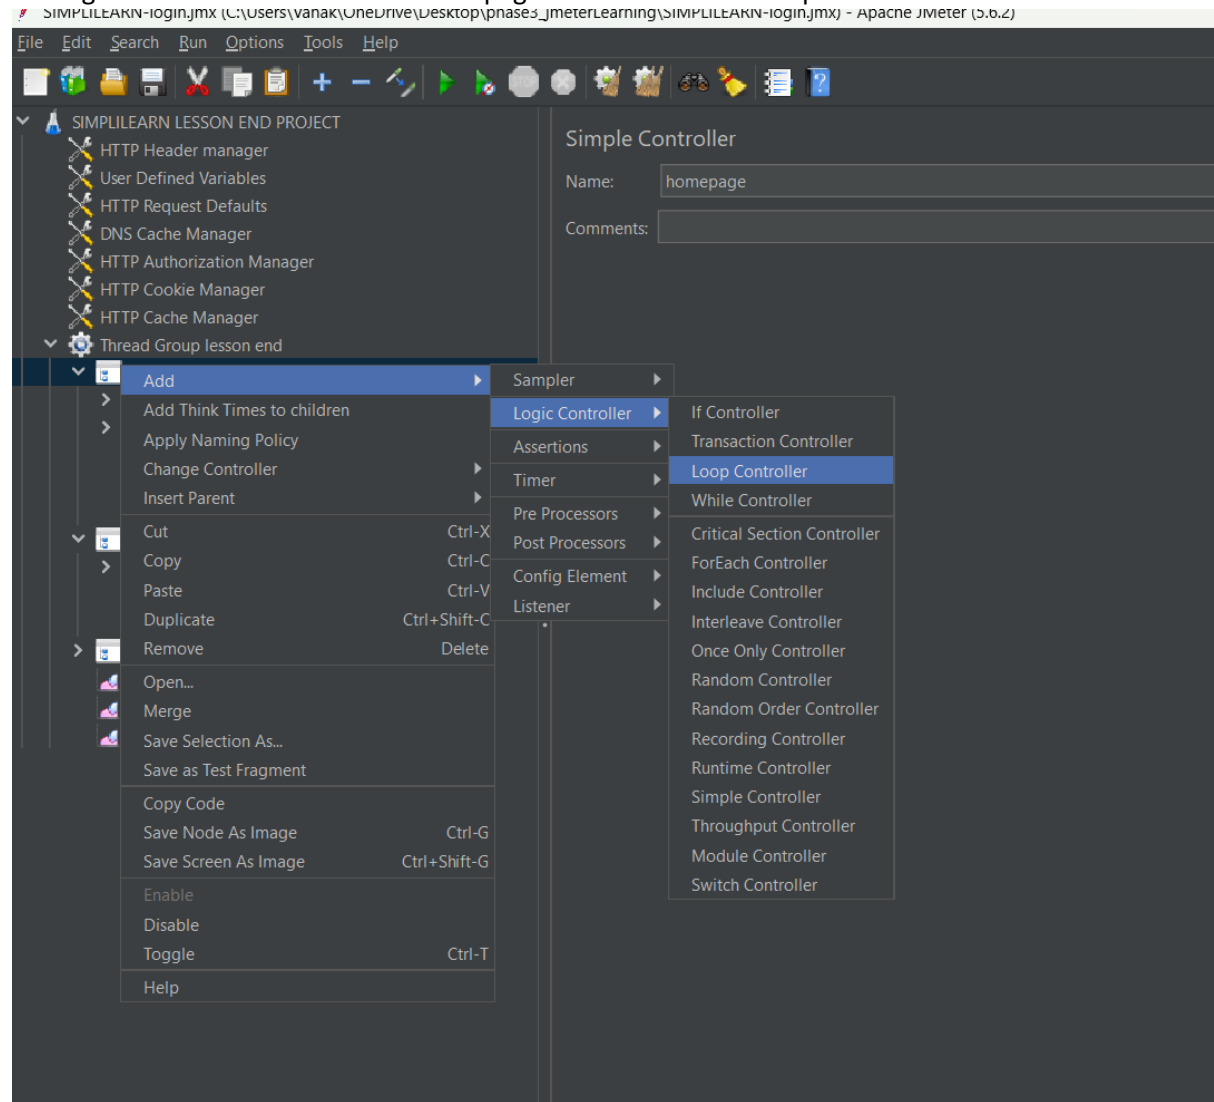 SIMPLILEARN-login.jmx (C:\Users\Vanak\OneDrive\Desktop\phase3_jmeterLearning\SIMPLILEARN-login.jmx) - Apache JMeter (5.6.2)
File Edit Search Run Options Tools Help
SIMPLILEARN LESSON END PROJECT
HTTP Header manager
User Defined Variables
HTTP Request Defaults
DNS Cache Manager
HTTP Authorization Manager
HTTP Cookie Manager
HTTP Cache Manager
Thread Group lesson end
Simple Controller
Name: homepage
Comments:
Add
Add Think Times to children
Apply Naming Policy
Change Controller
Insert Parent
Cut Ctrl-X
Copy Ctrl-C
Paste Ctrl-V
Duplicate Ctrl+Shift-C
Remove Delete
Open...
Merge
Save Selection As...
Save as Test Fragment
Copy Code
Save Node As Image Ctrl-G
Save Screen As Image Ctrl+Shift-G
Enable
Disable
Toggle Ctrl-T
Help
Sampler
Logic Controller
Assertions
Timer
Pre Processors
Post Processors
Config Element
Listener
If Controller
Transaction Controller
Loop Controller
While Controller
Critical Section Controller
ForEach Controller
Include Controller
Interleave Controller
Once Only Controller
Random Controller
Random Order Controller
Recording Controller
Runtime Controller
Simple Controller
Throughput Controller
Module Controller
Switch Controller